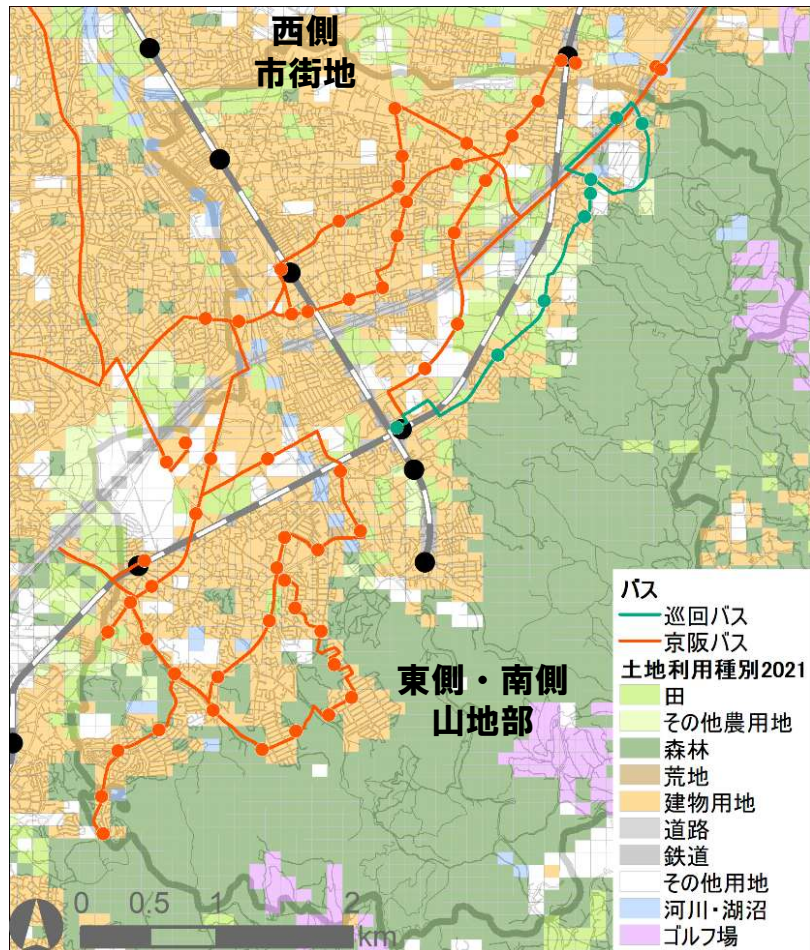 西側
市街地
東側・南側
山地部
バス
巡回バス
京阪バス
土地利用種別2021
田
その他農用地
森林
荒地
建物用地
道路
鉄道
その他用地
河川・湖沼
ゴルフ場
0 0.5 1 2
km